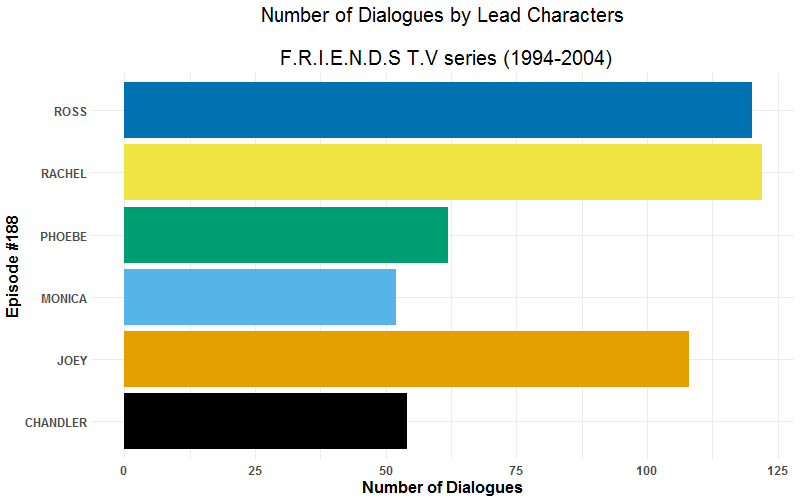 Number of Dialogues by Lead Characters
F.R.I.E.N.D.S T.V series (1994-2004)
Episode #188
ROSS
RACHEL
PHOEBE
MONICA
JOEY
CHANDLER
0 25 50 75 100 125
Number of Dialogues